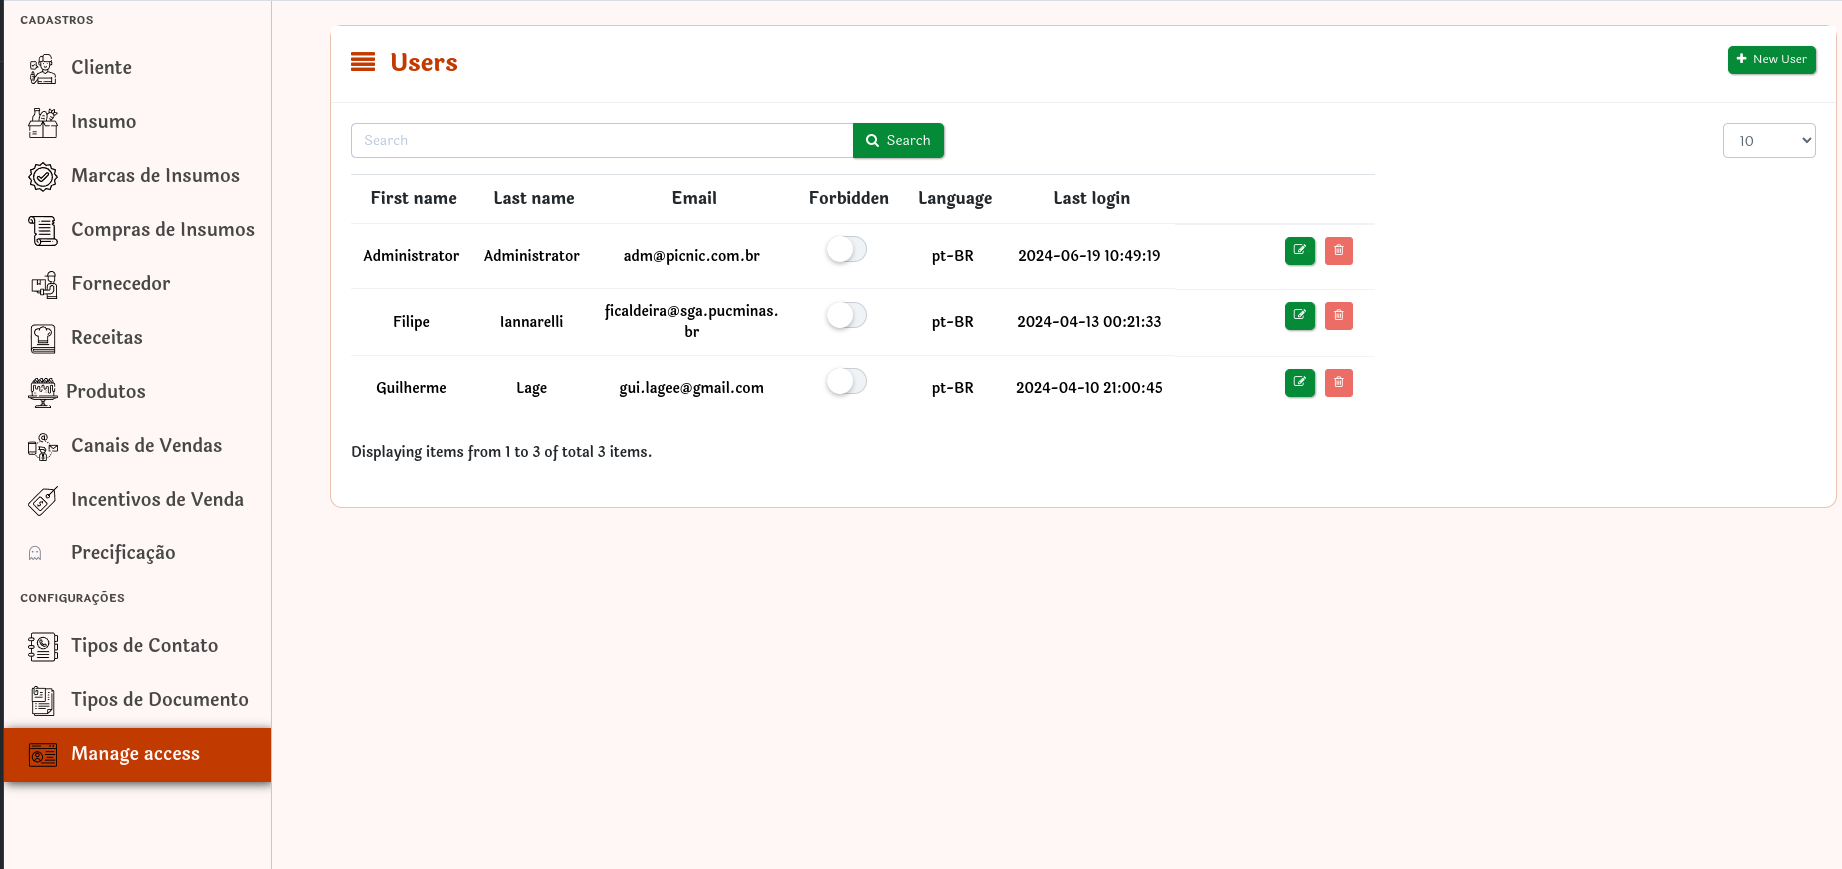 CADASTROS
Cliente
Insumo
Marcas de Insumos
Compras de Insumos
Fornecedor
Receitas
Produtos
Canais de Vendas
Incentivos de Venda
Precificação
CONFIGURAÇÕES
Tipos de Contato
Tipos de Documento
Manage access
Users
New User
Search Search 10
First name Last name Email Forbidden Language Last login
Administrator Administrator adm@picnic.com.br pt-BR 2024-06-19 10:49:19
Filipe Iannarelli ficaldeira@sga.pucminas. pt-BR 2024-04-13 00:21:33
br
Guilherme Lage gui.lagee@gmail.com pt-BR 2024-04-10 21:00:45
Displaying items from 1 to 3 of total 3 items.